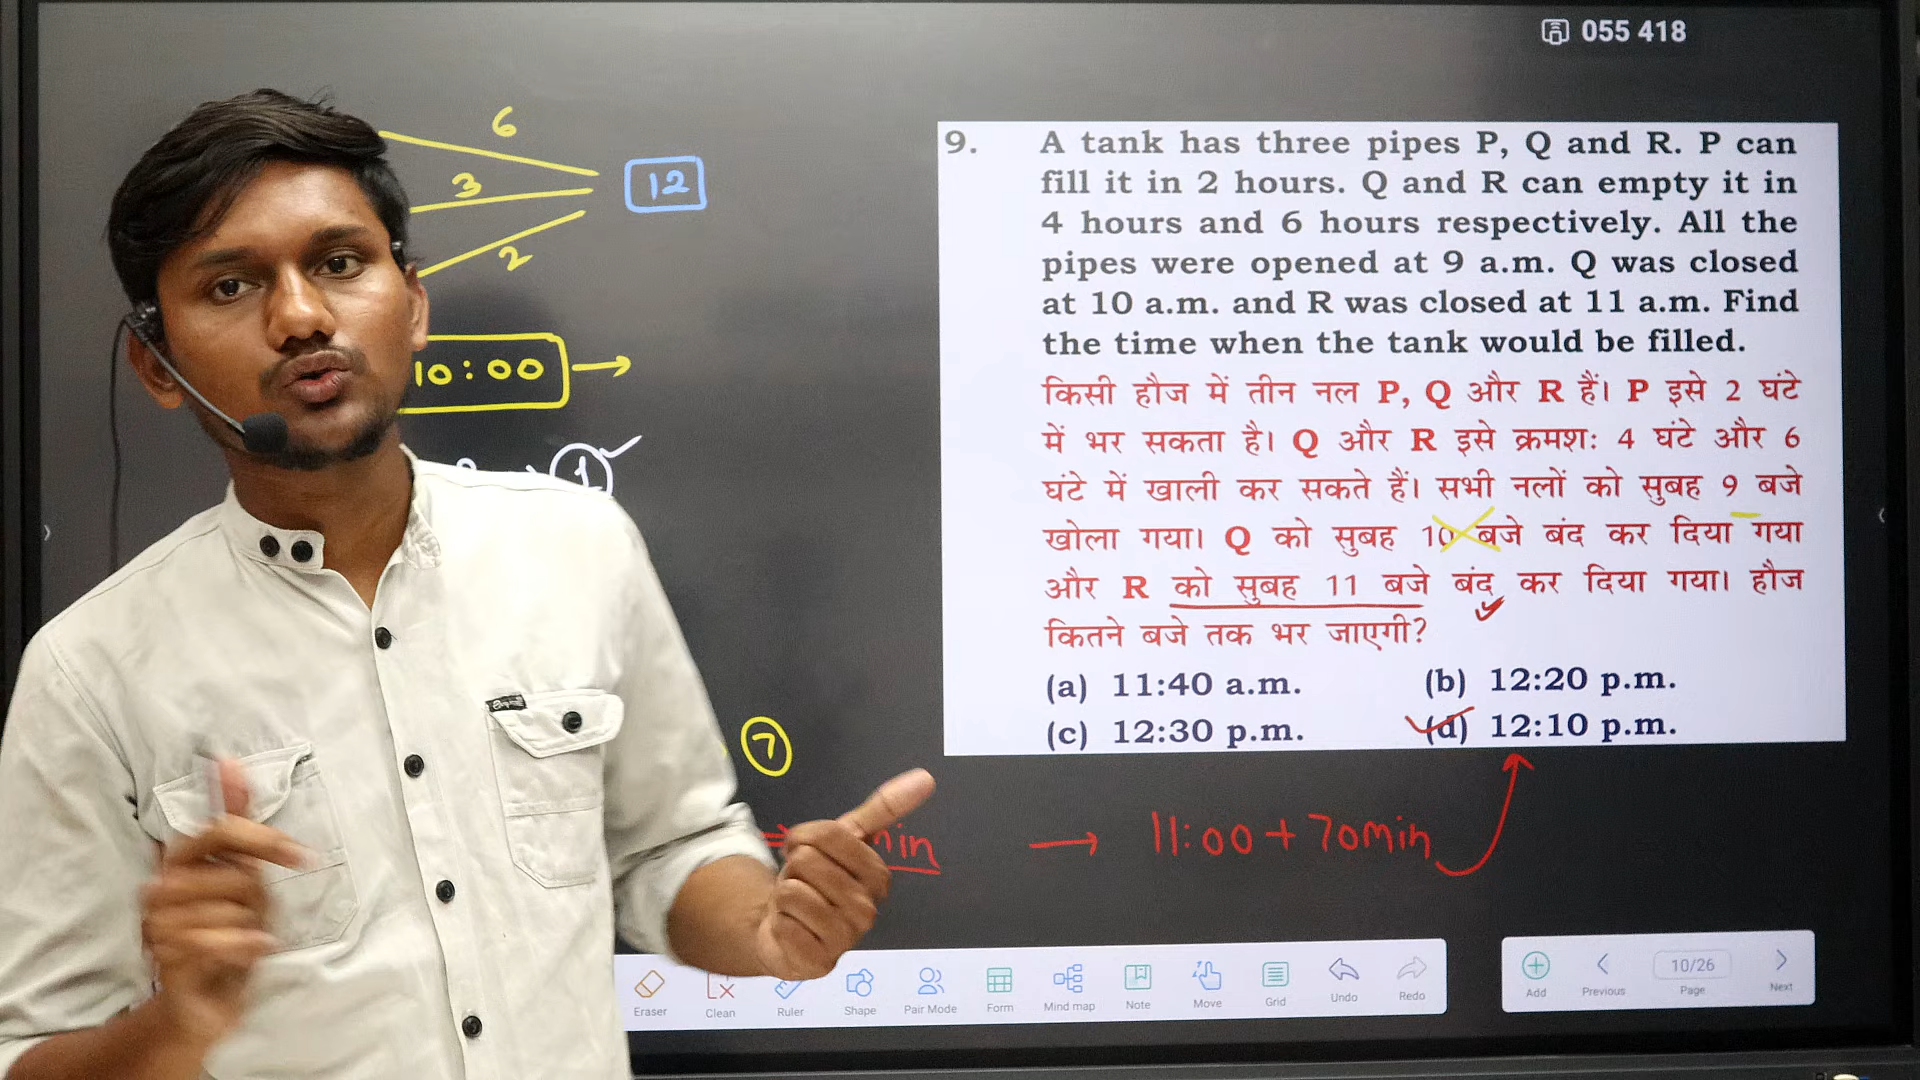 055 418
6
3
12
2
10:00 →
→ 1 ✓
9. A tank has three pipes P, Q and R. P can
fill it in 2 hours. Q and R can empty it in
4 hours and 6 hours respectively. All the
pipes were opened at 9 a.m. Q was closed
at 10 a.m. and R was closed at 11 a.m. Find
the time when the tank would be filled.
किसी हौज में तीन नल P, Q और R हैं। P इसे 2 घंटे
में भर सकता है। Q और R इसे क्रमशः 4 घंटे और 6
घंटे में खाली कर सकते हैं। सभी नलों को सुबह 9 बजे
खोला गया। Q को सुबह 10 बजे बंद कर दिया गया
और R को सुबह 11 बजे बंद कर दिया गया। हौज
कितने बजे तक भर जाएगी?
(a) 11:40 a.m. (b) 12:20 p.m.
(c) 12:30 p.m. (d) 12:10 p.m.
7
→ 11:00 + 70min
Eraser Clean Ruler Shape Pair Mode Form Mind map Note Move Grid Undo Redo
Add Previous 10/26 Page Next